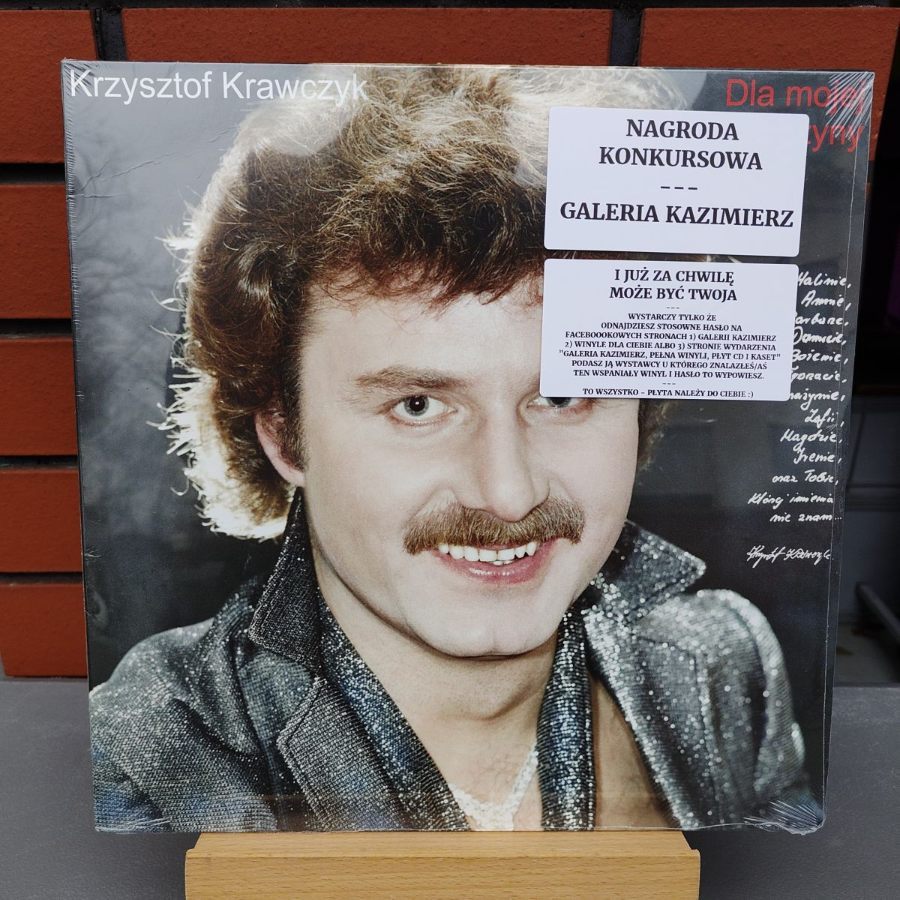 Krzysztof Krawczyk
Dla mojej
NAGRODA
KONKURSOWA
---
GALERIA KAZIMIERZ
I JUŻ ZA CHWILĘ
MOŻE BYĆ TWOJA
---
WYSTARCZY TYLKO ŻE
ODNAJDZIESZ STOSOWNE HASŁO NA
FACEBOOOKOWYCH STRONACH 1) GALERII KAZIMIERZ
2) WINYLE DLA CIEBIE ALBO 3) STRONIE WYDARZENIA
"GALERIA KAZIMIERZ, PEŁNA WINYLI, PŁYT CD I KASET"
PODASZ JĄ WYSTAWCY U KTÓREGO ZNALAZŁEŚ/AŚ
TEN WSPANIAŁY WINYL I HASŁO TO WYPOWIESZ.
---
TO WSZYSTKO – PŁYTA NALEŻY DO CIEBIE :)
Halinie,
Annie,
Danucie,
Bożenie,
Zofii,
Magdzie,
Irenie,
oraz Tobie,
której imienia
nie znam...